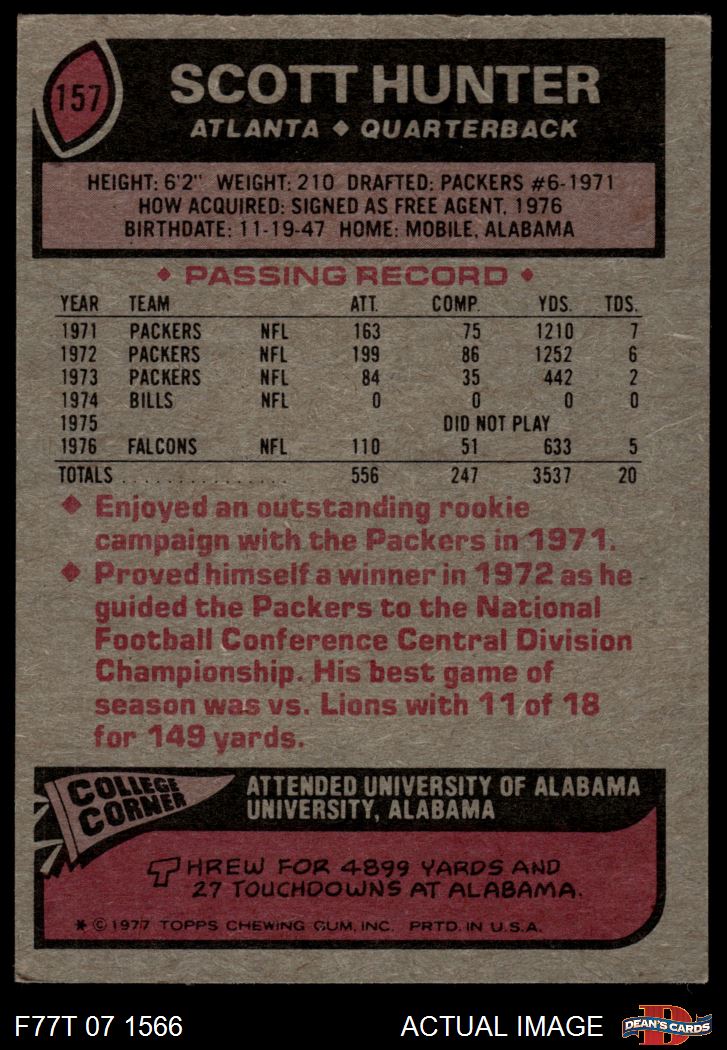 157
SCOTT HUNTER
ATLANTA ◆ QUARTERBACK
HEIGHT: 6'2" WEIGHT: 210 DRAFTED: PACKERS #6-1971
HOW ACQUIRED: SIGNED AS FREE AGENT, 1976
BIRTHDATE: 11-19-47 HOME: MOBILE, ALABAMA
◆ PASSING RECORD ◆
YEAR TEAM ATT. COMP. YDS. TDS.
1971 PACKERS NFL 163 75 1210 7
1972 PACKERS NFL 199 86 1252 6
1973 PACKERS NFL 84 35 442 2
1974 BILLS NFL 0 0 0 0
1975 DID NOT PLAY
1976 FALCONS NFL 110 51 633 5
TOTALS . . . . . . . . . . . . . . . 556 247 3537 20
◆ Enjoyed an outstanding rookie
campaign with the Packers in 1971.
◆ Proved himself a winner in 1972 as he
guided the Packers to the National
Football Conference Central Division
Championship. His best game of
season was vs. Lions with 11 of 18
for 149 yards.
COLLEGE
CORNER
ATTENDED UNIVERSITY OF ALABAMA
UNIVERSITY, ALABAMA
THREW FOR 4899 YARDS AND
27 TOUCHDOWNS AT ALABAMA.
* © 1977 TOPPS CHEWING GUM, INC. PRTD. IN U.S.A.
F77T 07 1566 ACTUAL IMAGE
D
DEAN'S CARDS